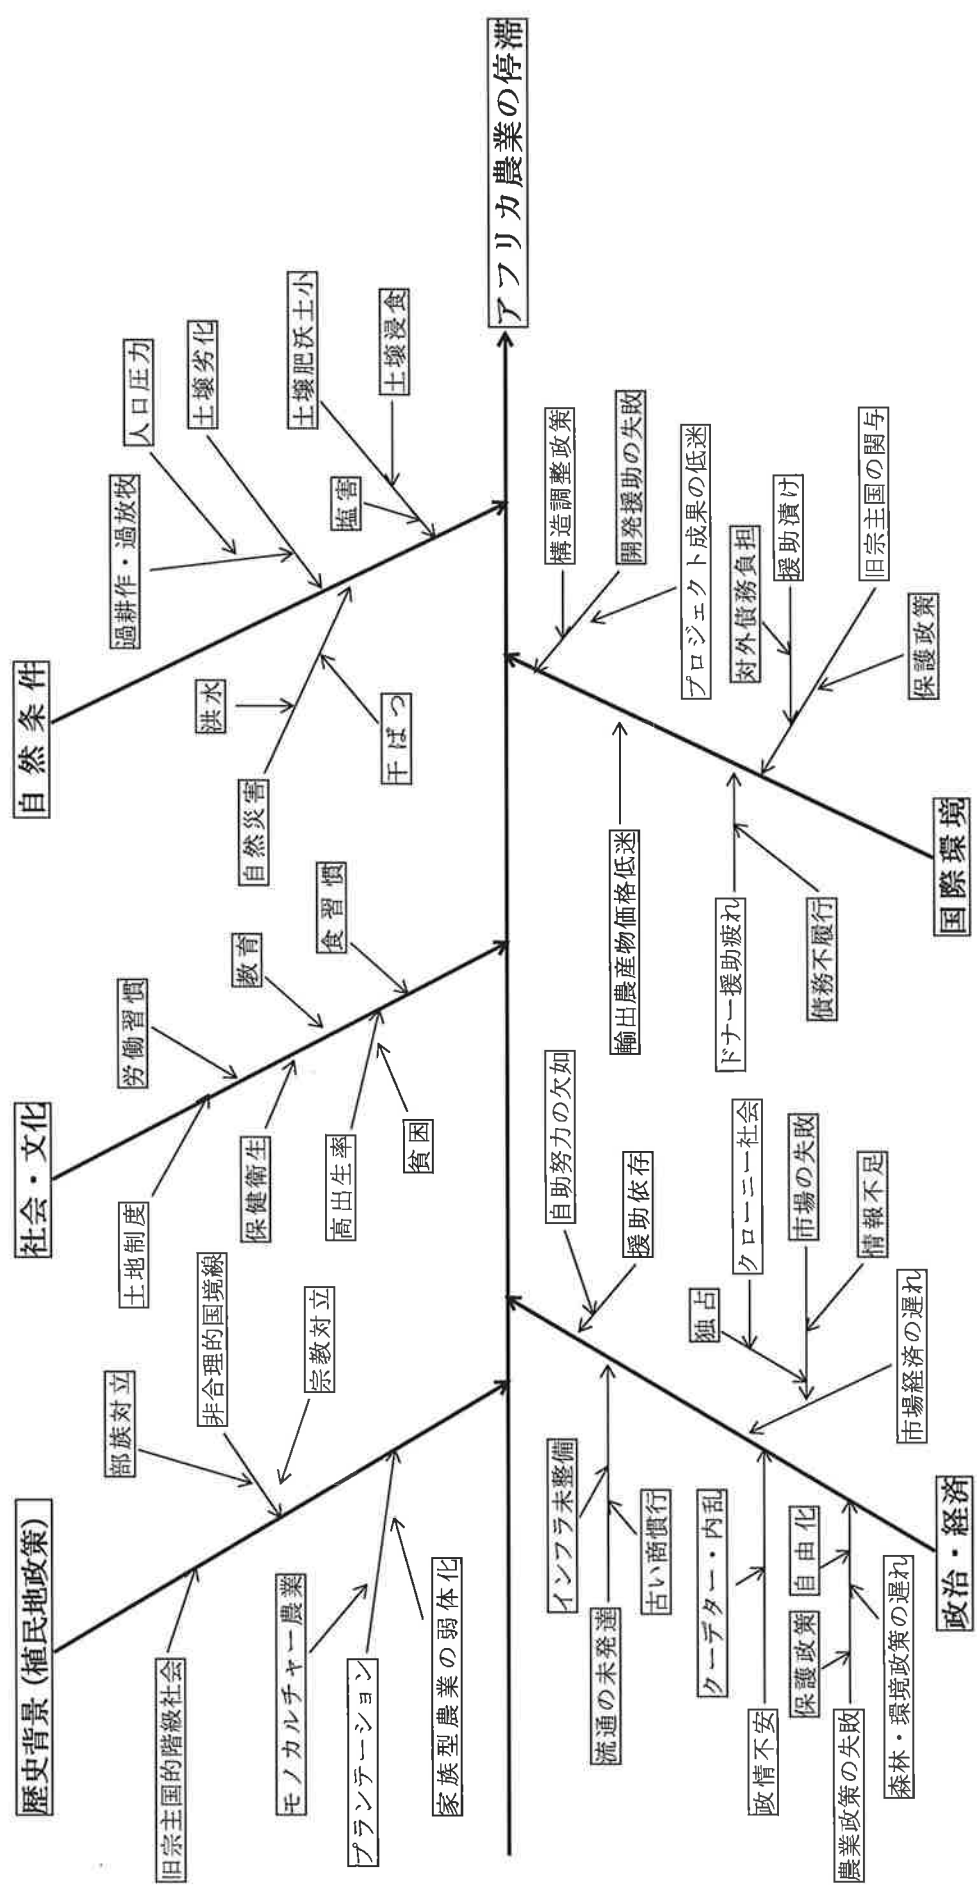 歴史背景(植民地政策)
部族対立
非合理的国境線
宗教対立
旧宗主国的階級社会
モノカルチャー農業
プランテーション
家族型農業の弱体化
社会・文化
労働習慣
教育
食習慣
土地制度
保健衛生
高出生率
貧困
自然条件
過耕作・過放牧
人口圧力
土壌劣化
土壌肥沃土小
土壌浸食
塩害
洪水
自然災害
干ばつ
アフリカ農業の停滞
自助努力の欠如
援助依存
インフラ未整備
流通の未発達
古い商慣行
独占
クローニー社会
市場の失敗
情報不足
市場経済の遅れ
クーデター・内乱
政情不安
自由化
保護政策
農業政策の失敗
森林・環境政策の遅れ
政治・経済
構造調整政策
開発援助の失敗
プロジェクト成果の低迷
輸出農産物価格低迷
対外債務負担
援助漬け
旧宗主国の関与
保護政策
ドナー援助疲れ
債務不履行
国際環境